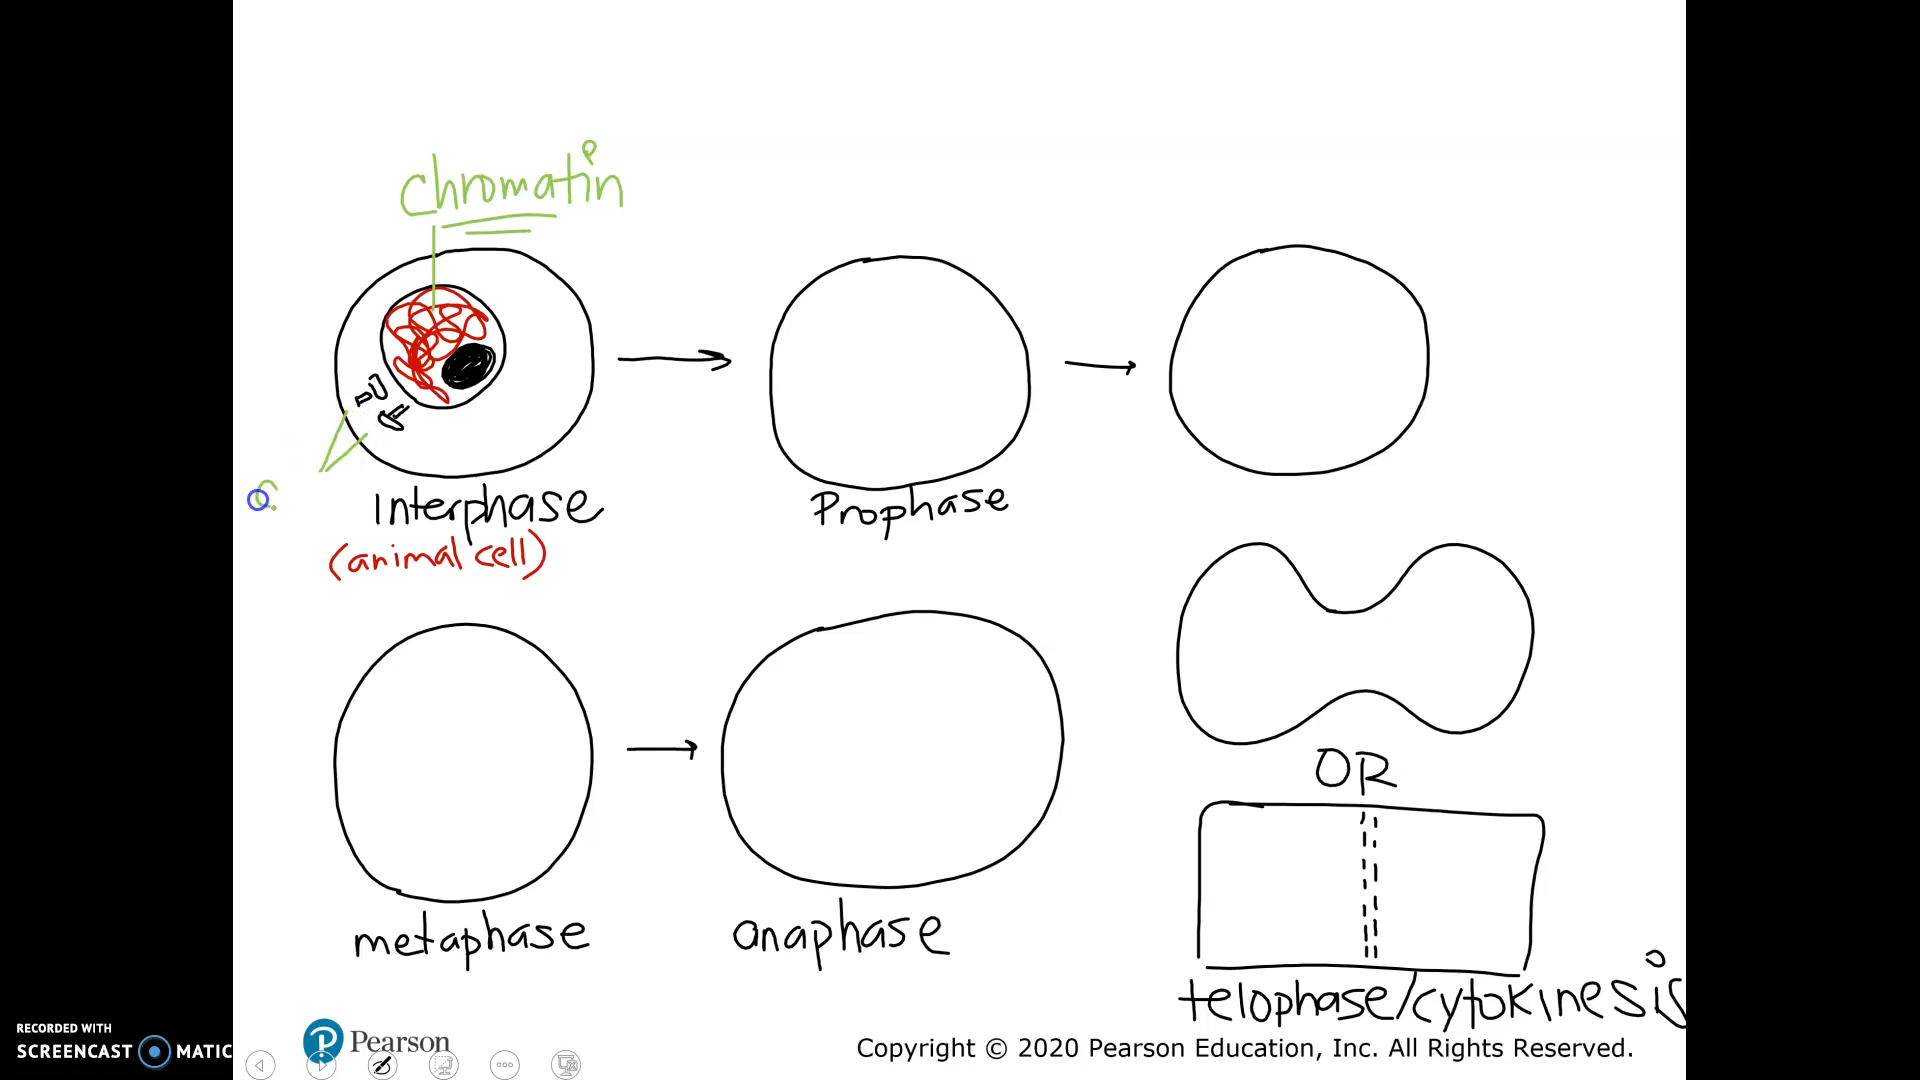 chromatin
Interphase
(animal cell)
Prophase
metaphase
anaphase
OR
telophase/cytokinesis
RECORDED WITH
SCREENCAST MATIC
Pearson
Copyright © 2020 Pearson Education, Inc. All Rights Reserved.